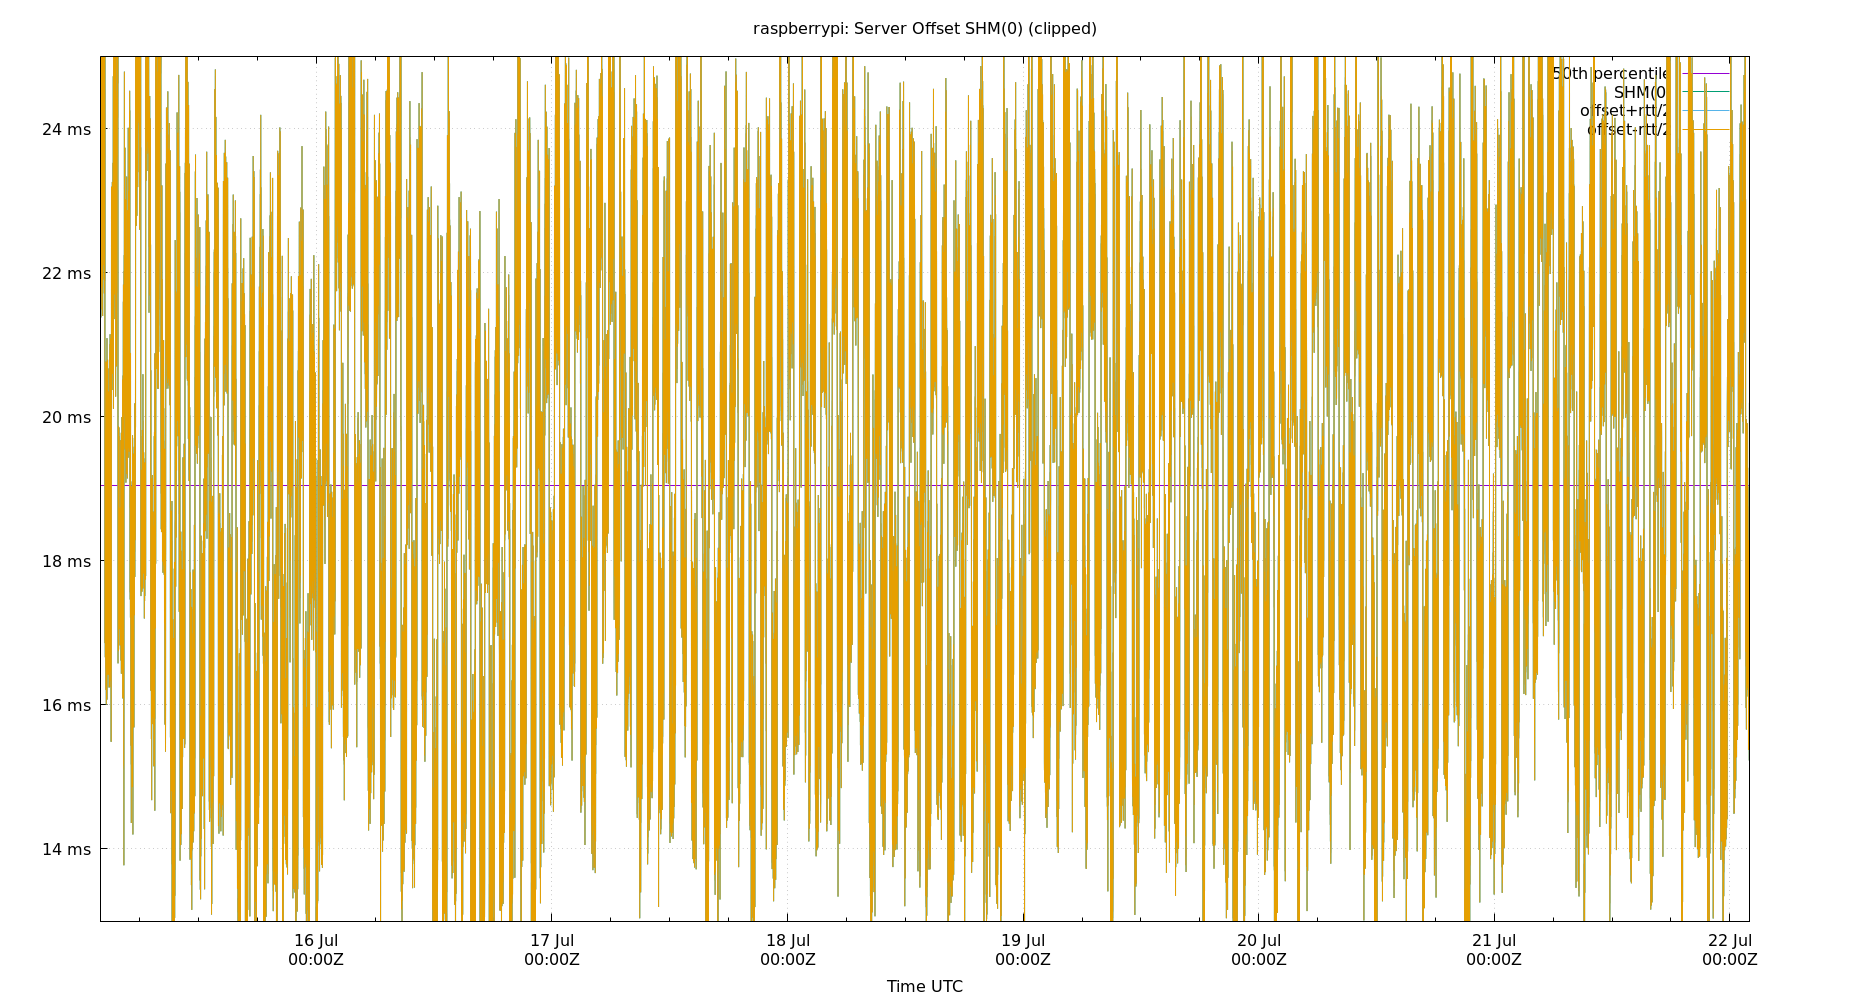 raspberrypi: Server Offset SHM(0) (clipped)
50th percentile
SHM(0)
offset+rtt/2
offset-rtt/2
24 ms
22 ms
20 ms
18 ms
16 ms
14 ms
16 Jul
00:00Z
17 Jul
00:00Z
18 Jul
00:00Z
19 Jul
00:00Z
20 Jul
00:00Z
21 Jul
00:00Z
22 Jul
00:00Z
Time UTC